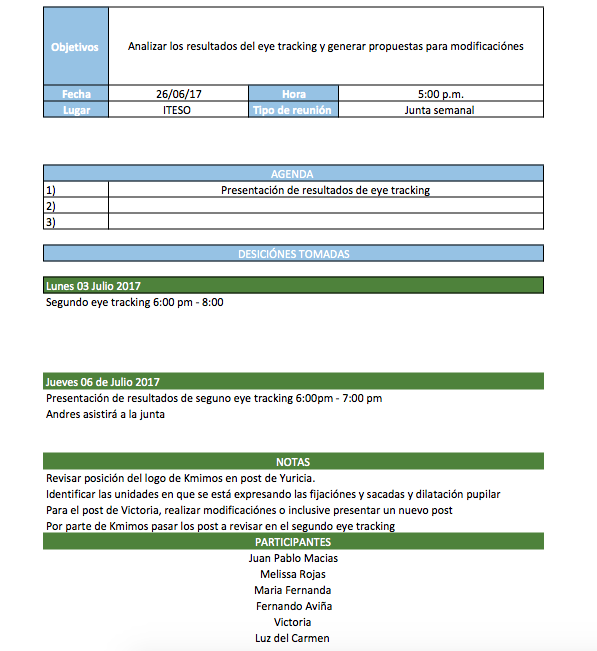 Objetivos Analizar los resultados del eye tracking y generar propuestas para modificaciónes
Fecha 26/06/17 Hora 5:00 p.m.
Lugar ITESO Tipo de reunión Junta semanal
AGENDA
1) Presentación de resultados de eye tracking
2)
3)
DESICIÓNES TOMADAS
Lunes 03 Julio 2017
Segundo eye tracking 6:00 pm - 8:00
Jueves 06 de Julio 2017
Presentación de resultados de seguno eye tracking 6:00pm - 7:00 pm
Andres asistirá a la junta
NOTAS
Revisar posición del logo de Kmimos en post de Yuricia.
Identificar las unidades en que se está expresando las fijaciónes y sacadas y dilatación pupilar
Para el post de Victoria, realizar modificaciónes o inclusive presentar un nuevo post
Por parte de Kmimos pasar los post a revisar en el segundo eye tracking
PARTICIPANTES
Juan Pablo Macias
Melissa Rojas
Maria Fernanda
Fernando Aviña
Victoria
Luz del Carmen